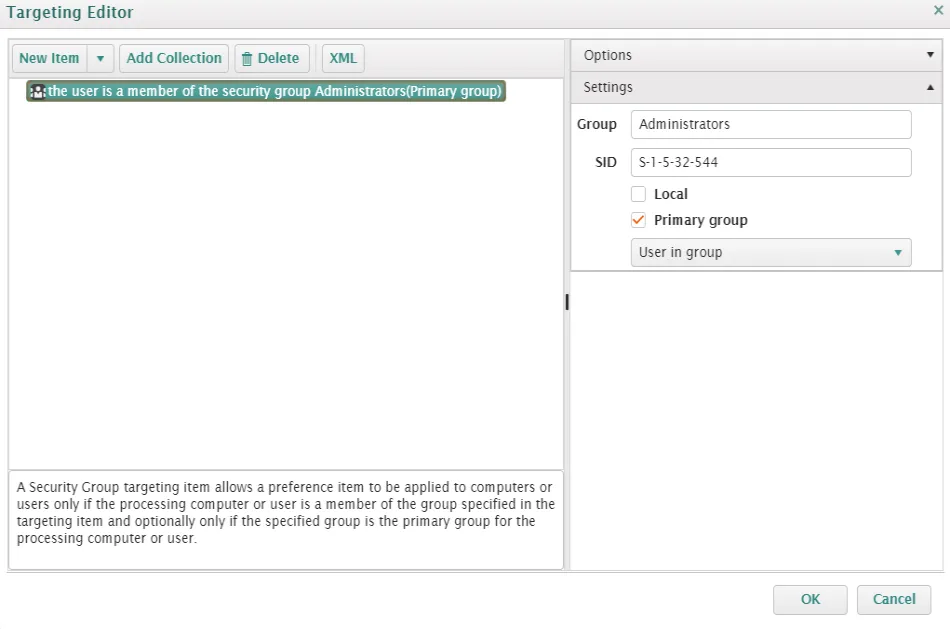 Targeting Editor
New Item
Add Collection
Delete
XML
the user is a member of the security group Administrators(Primary group)
A Security Group targeting item allows a preference item to be applied to computers or
users only if the processing computer or user is a member of the group specified in the
targeting item and optionally only if the specified group is the primary group for the
processing computer or user.
Options
Settings
Group Administrators
SID S-1-5-32-544
Local
Primary group
User in group
OK
Cancel